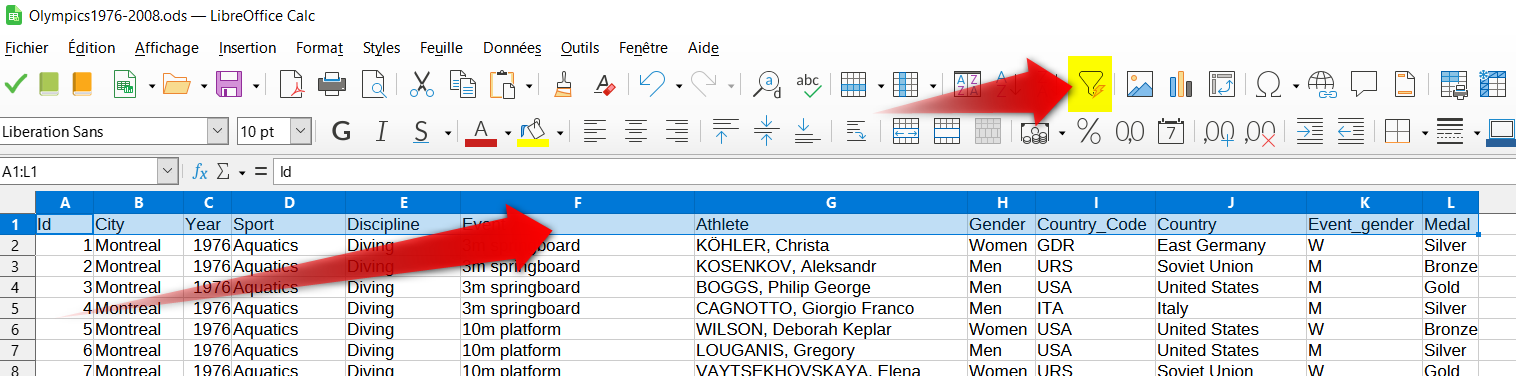 Olympics1976-2008.ods — LibreOffice Calc
Fichier Édition Affichage Insertion Format Styles Feuille Données Outils Fenêtre Aide
abc
Liberation Sans 10 pt G I S A % 0,0 7 ,00 ,00
A1:L1 fx Σ = Id
A B C D E F G H I J K L
1 Id City Year Sport Discipline Athlete Gender Country_Code Country Event_gender Medal
2 1 Montreal 1976 Aquatics Diving KÖHLER, Christa Women GDR East Germany W Silver
3 2 Montreal 1976 Aquatics Diving 3m springboard KOSENKOV, Aleksandr Men URS Soviet Union M Bronze
4 3 Montreal 1976 Aquatics Diving 3m springboard BOGGS, Philip George Men USA United States M Gold
5 4 Montreal 1976 Aquatics Diving 3m springboard CAGNOTTO, Giorgio Franco Men ITA Italy M Silver
6 5 Montreal 1976 Aquatics Diving 10m platform WILSON, Deborah Keplar Women USA United States W Bronze
7 6 Montreal 1976 Aquatics Diving 10m platform LOUGANIS, Gregory Men USA United States M Silver
8 7 Montreal 1976 Aquatics Diving 10m platform VAYTSEKHOVSKAYA, Elena Women URS Soviet Union W Gold